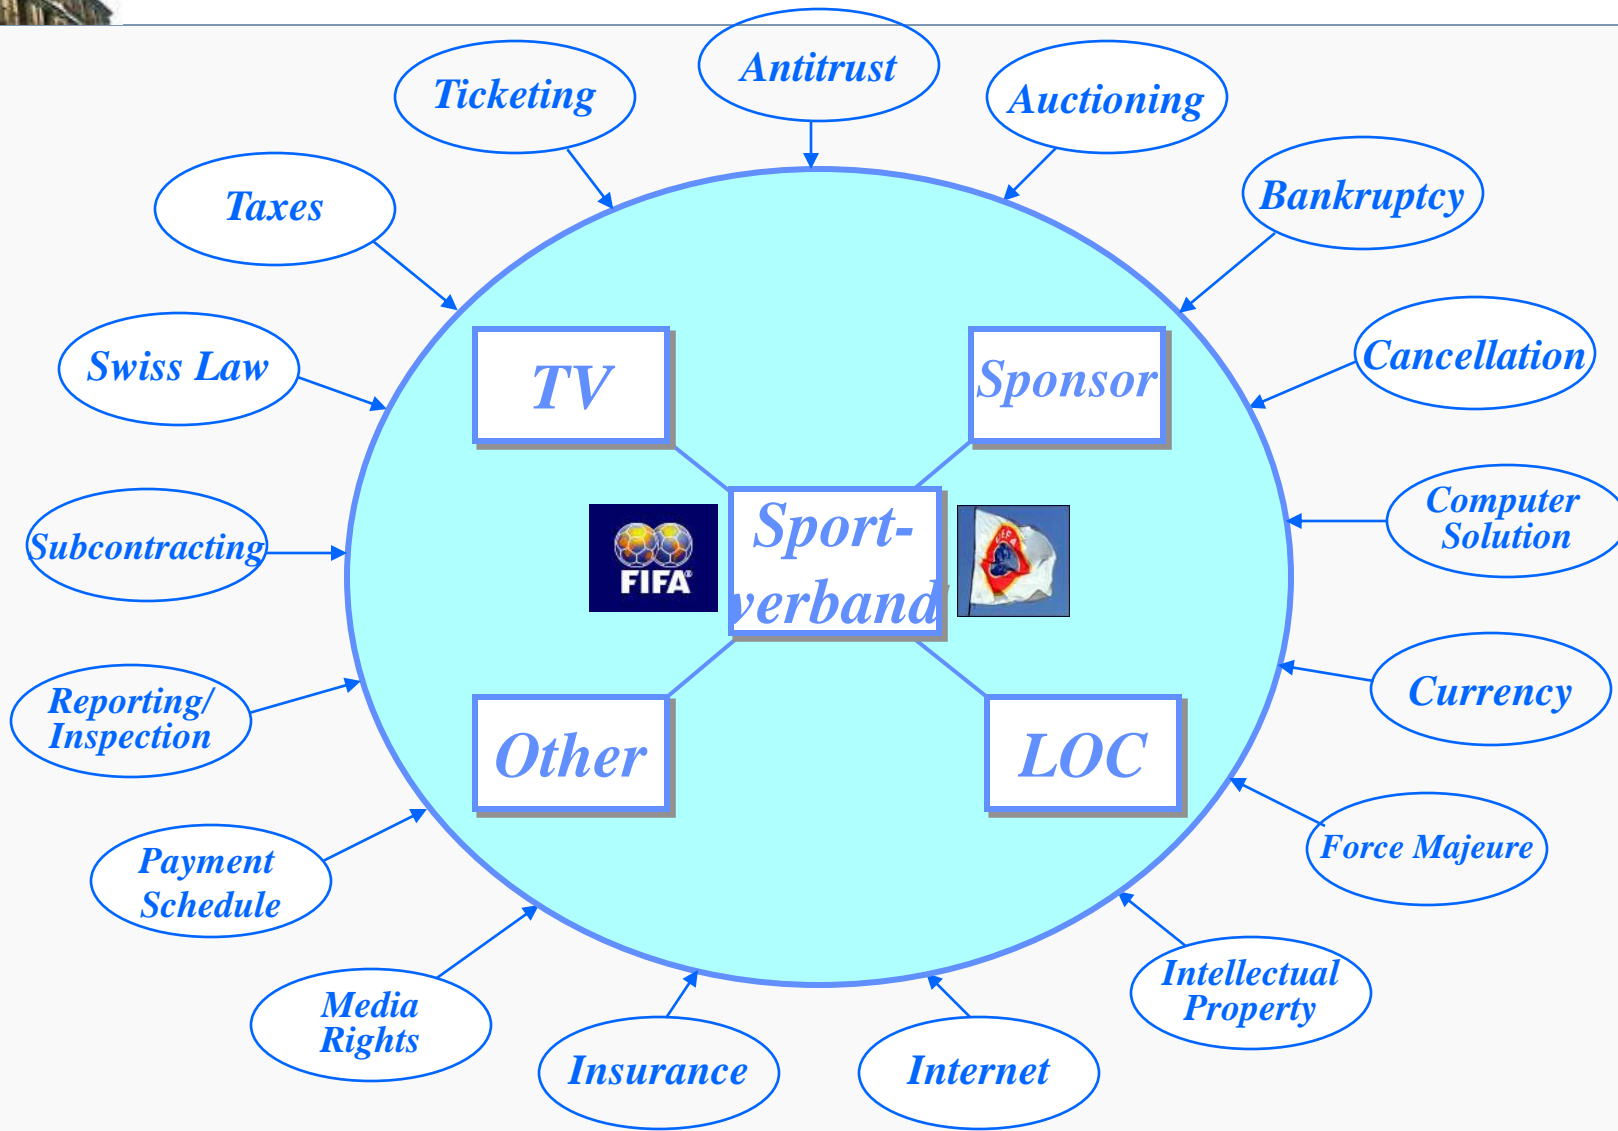 Antitrust
Ticketing
Auctioning
Taxes
Bankruptcy
Swiss Law
Cancellation
TV
Sponsor
Subcontracting
Computer
Solution
Sport-
verband
FIFA®
UEFA
Reporting/
Inspection
Currency
Other
LOC
Payment
Schedule
Force Majeure
Media
Rights
Intellectual
Property
Insurance
Internet